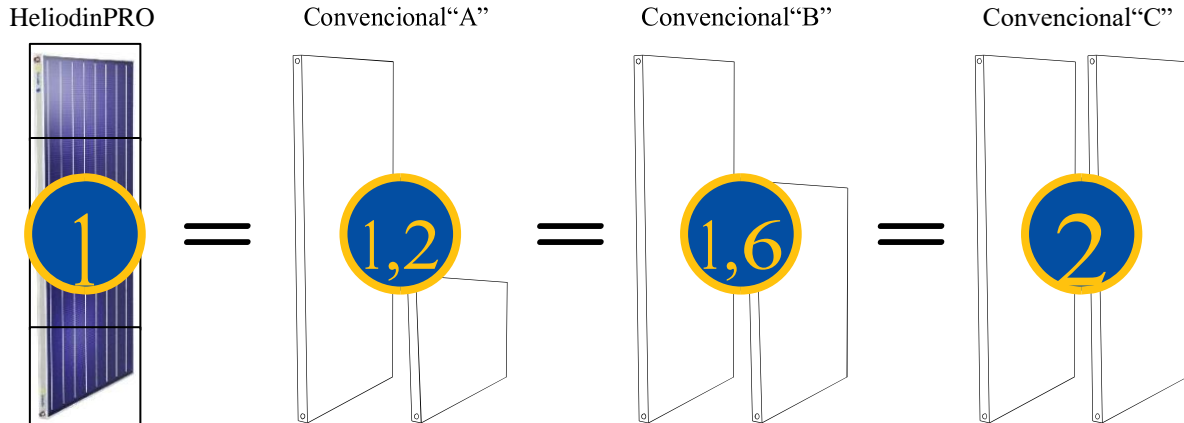 HeliodinPRO
Convencional“A”
Convencional“B”
Convencional“C”
1
=
1,2
=
1,6
=
2